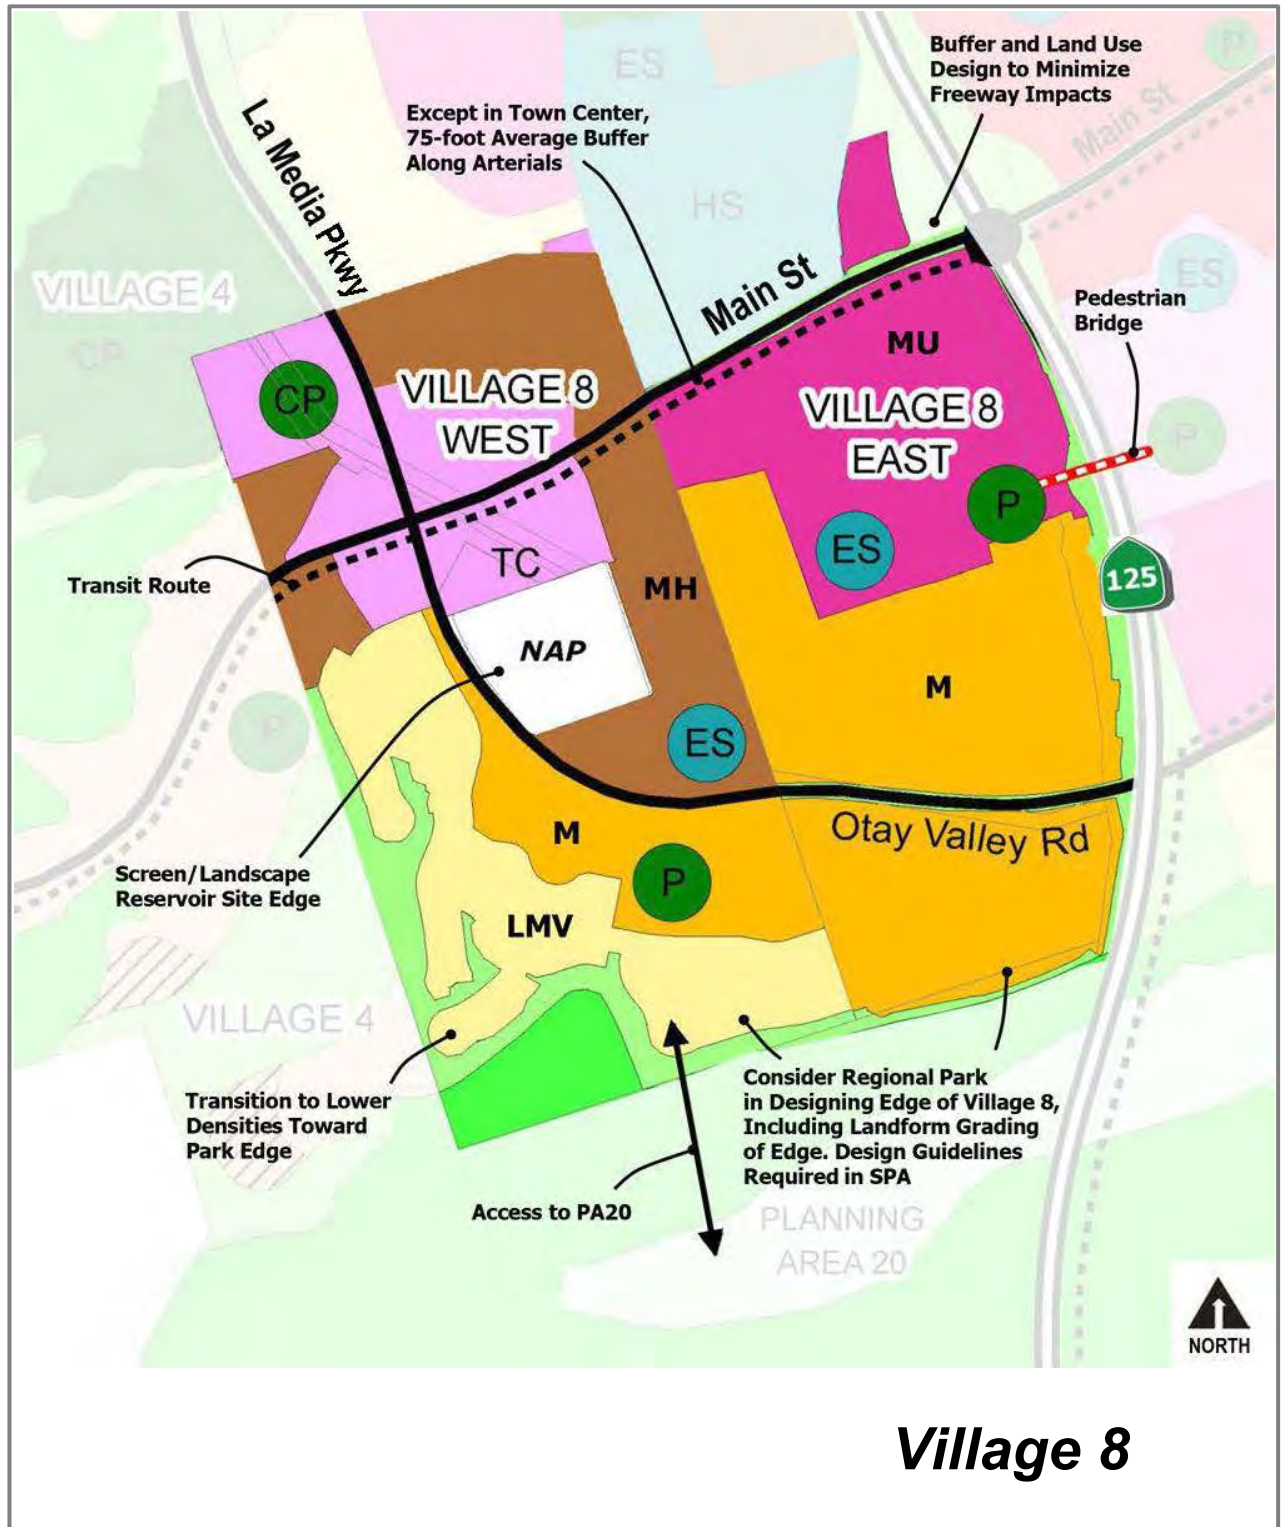 ES
P
Buffer and Land Use
Design to Minimize
Freeway Impacts
Main St
La Media Pkwy
Except in Town Center,
75-foot Average Buffer
Along Arterials
HS
Main St
ES
VILLAGE 4
CP
Pedestrian
Bridge
MU
CP
VILLAGE 8
WEST
VILLAGE 8
EAST
P
P
ES
TC
MH
125
Transit Route
NAP
M
P
ES
Otay Valley Rd
M
Screen/Landscape
Reservoir Site Edge
P
LMV
VILLAGE 4
Transition to Lower
Densities Toward
Park Edge
Consider Regional Park
in Designing Edge of Village 8,
Including Landform Grading
of Edge. Design Guidelines
Required in SPA
Access to PA20
PLANNING
AREA 20
NORTH
Village 8